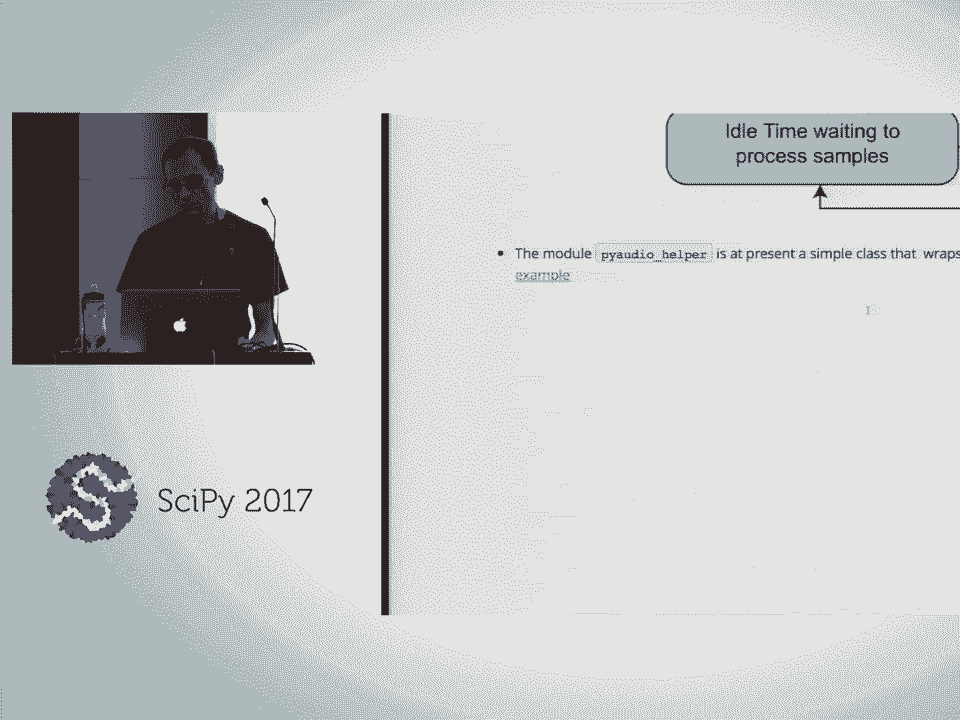 Idle Time waiting to
process samples
• The module pyaudio_helper is at present a simple class that wraps
example
SciPy 2017